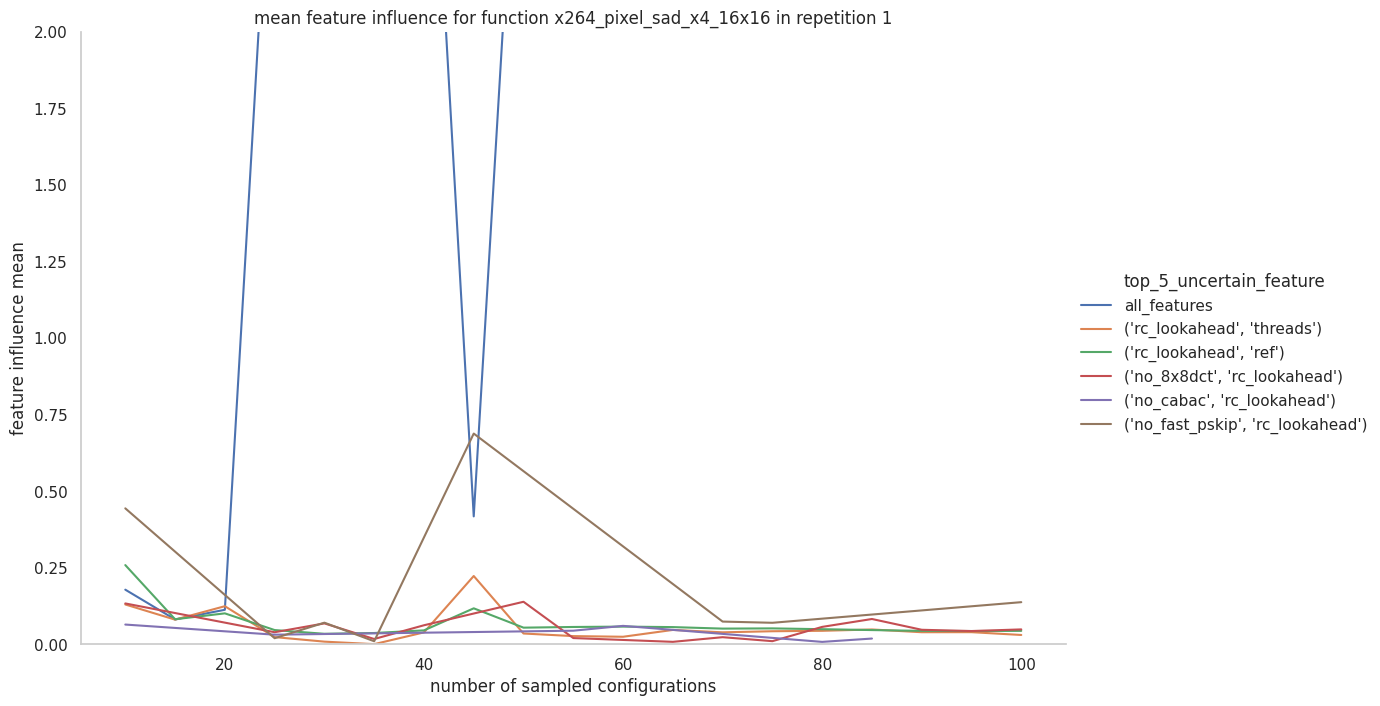 mean feature influence for function x264_pixel_sad_x4_16x16 in repetition 1
2.00
1.75
1.50
1.25
1.00
0.75
0.50
0.25
0.00
feature influence mean
20
40
60
80
100
number of sampled configurations
top_5_uncertain_feature
all_features
('rc_lookahead', 'threads')
('rc_lookahead', 'ref')
('no_8x8dct', 'rc_lookahead')
('no_cabac', 'rc_lookahead')
('no_fast_pskip', 'rc_lookahead')